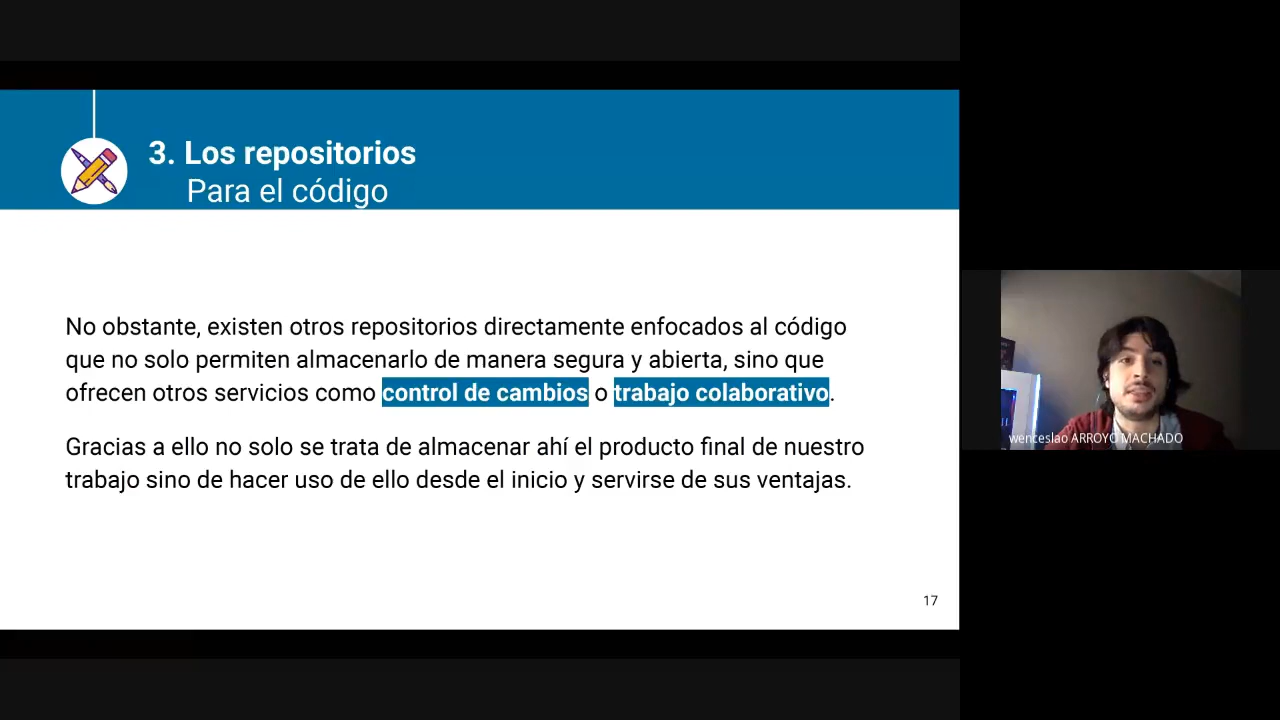 3. Los repositorios
Para el código
No obstante, existen otros repositorios directamente enfocados al código
que no solo permiten almacenarlo de manera segura y abierta, sino que
ofrecen otros servicios como control de cambios o trabajo colaborativo.
Gracias a ello no solo se trata de almacenar ahí el producto final de nuestro
trabajo sino de hacer uso de ello desde el inicio y servirse de sus ventajas.
17
wenceslao ARROYO MACHADO